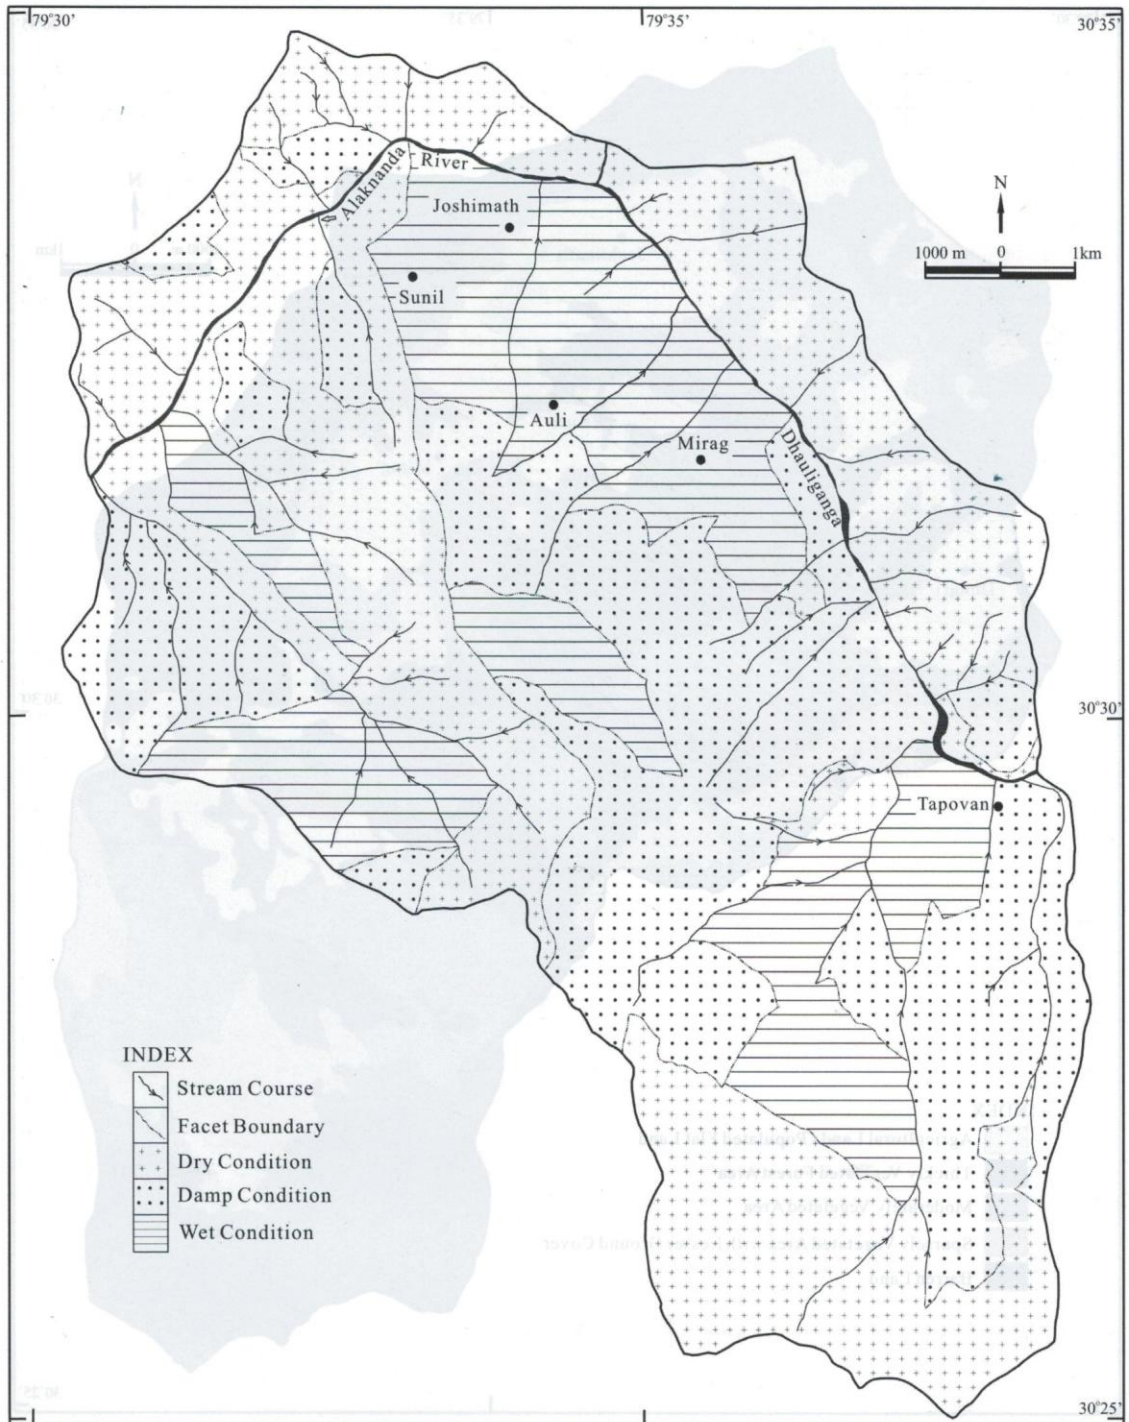 79°30'
79°35'
30°35'
N
1000 m 0 1km
Alaknanda
River
Joshimath
Sunil
Auli
Mirag
Dhauliganga
30°30'
Tapovan
INDEX
Stream Course
Facet Boundary
Dry Condition
Damp Condition
Wet Condition
30°25'